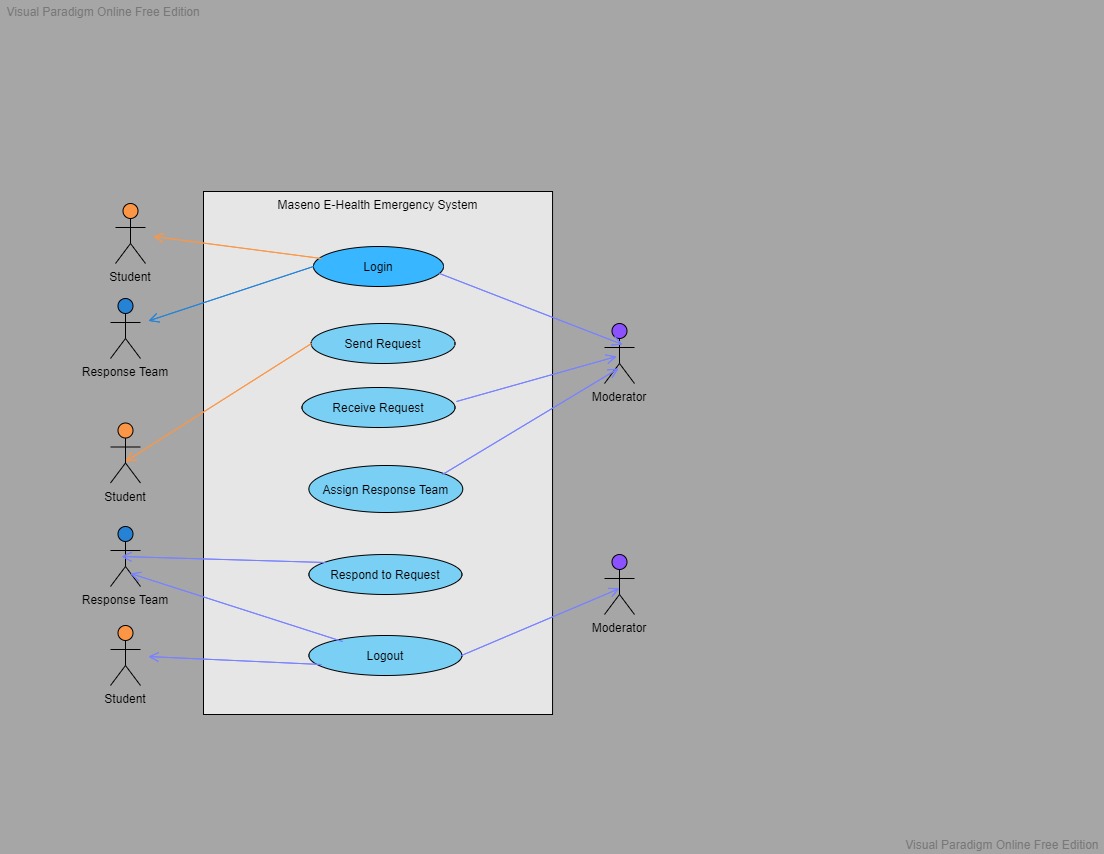 Visual Paradigm Online Free Edition
Maseno E-Health Emergency System
Student
Login
Response Team
Send Request
Moderator
Receive Request
Student
Assign Response Team
Respond to Request
Response Team
Moderator
Logout
Student
Visual Paradigm Online Free Edition